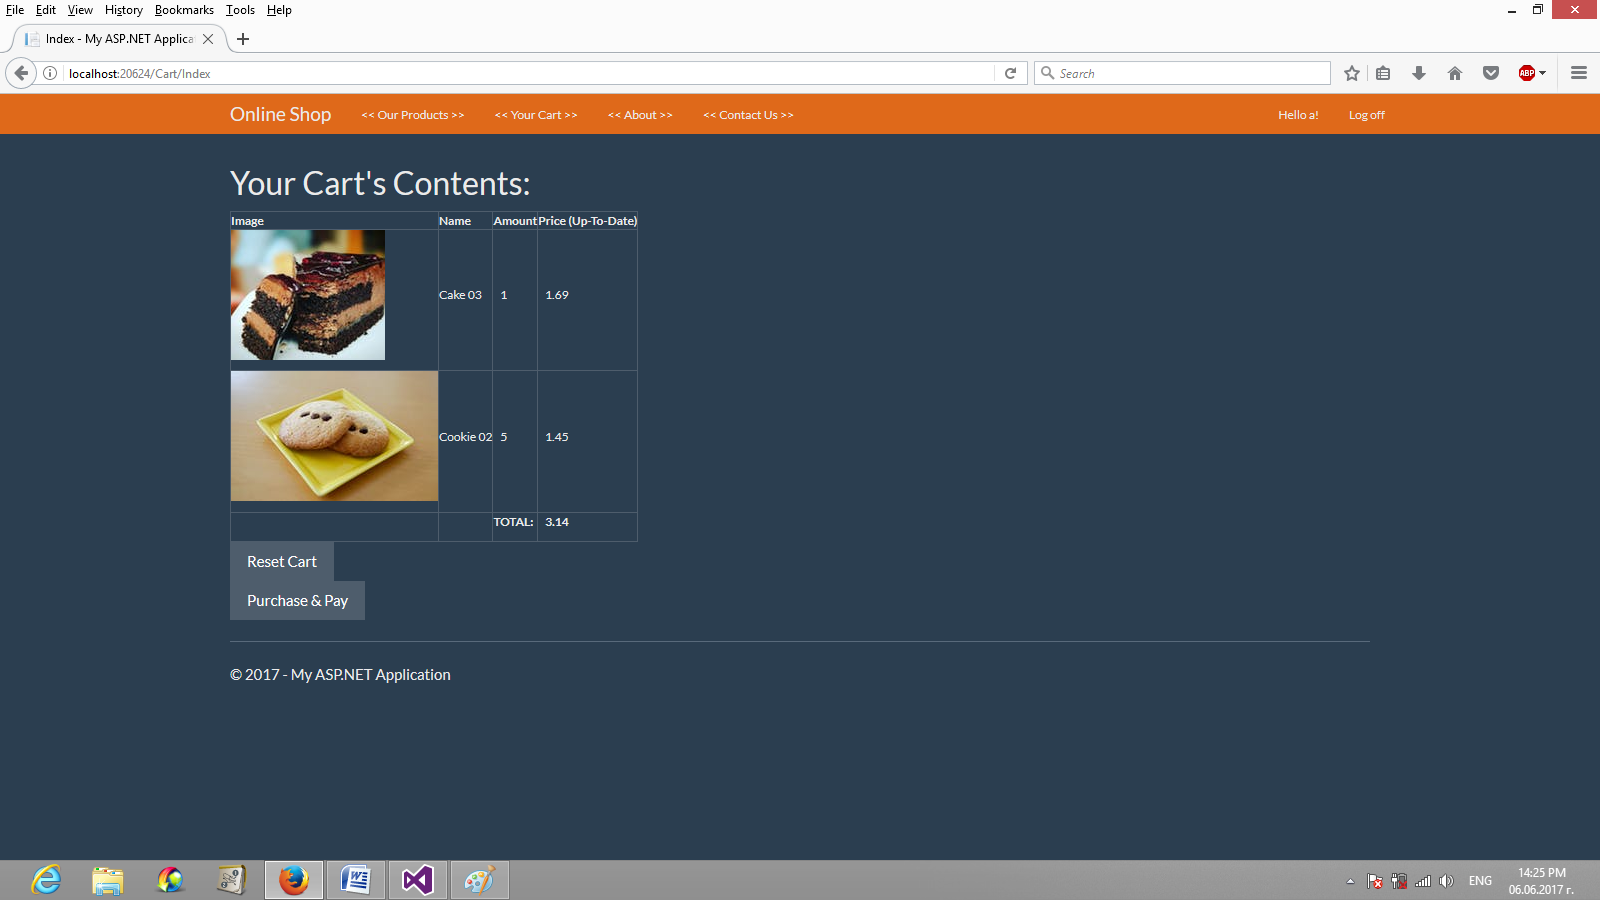 File Edit View History Bookmarks Tools Help
Index - My ASP.NET Applica
localhost:20624/Cart/Index
Search
ABP
Online Shop << Our Products >> << Your Cart >> << About >> << Contact Us >> Hello a! Log off
Your Cart's Contents:
Image Name Amount Price (Up-To-Date)
Cake 03 1 1.69
Cookie 02 5 1.45
TOTAL: 3.14
Reset Cart
Purchase & Pay
© 2017 - My ASP.NET Application
ENG
14:25 PM
06.06.2017 г.